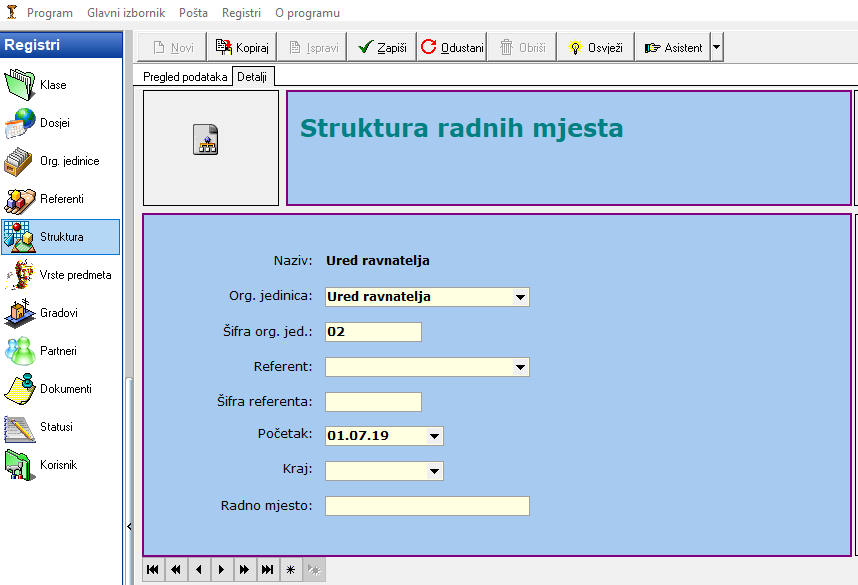 Program Glavni izbornik Pošta Registri O programu
Registri
Novi Kopiraj Ispravi Zapiši Odustani Obriši Osvježi Asistent
Pregled podataka Detalji
Klase
Dosjei
Org. jedinice
Referenti
Struktura
Vrste predmeta
Gradovi
Partneri
Dokumenti
Statusi
Korisnik
Struktura radnih mjesta
Naziv: Ured ravnatelja
Org. jedinica: Ured ravnatelja
Šifra org. jed.: 02
Referent:
Šifra referenta:
Početak: 01.07.19
Kraj:
Radno mjesto: